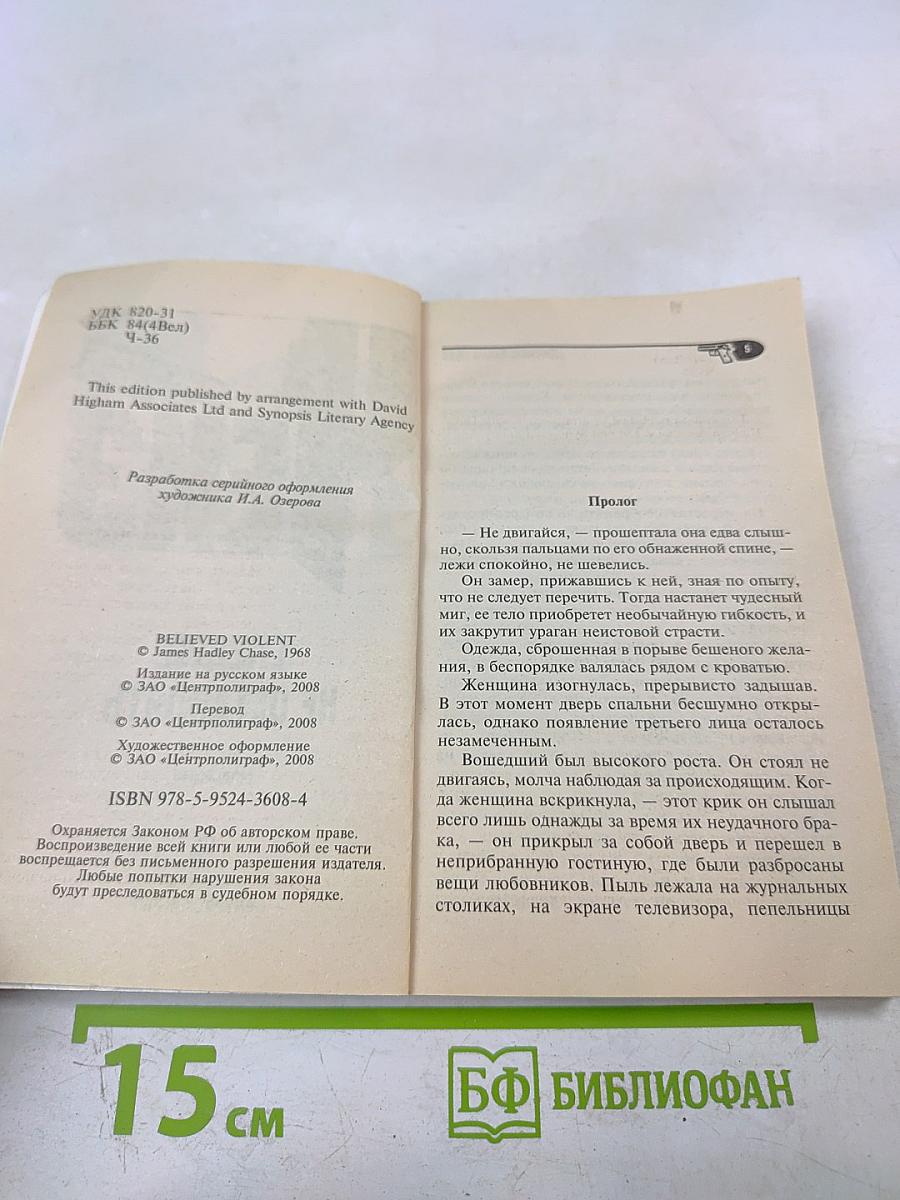 УДК 820-31
ББК 84(4Вел)
Ч-36
This edition published by arrangement with David
Higham Associates Ltd and Synopsis Literary Agency
Разработка серийного оформления
художника И.А. Озерова
BELIEVED VIOLENT
© James Hadley Chase, 1968
Издание на русском языке
© ЗАО «Центрполиграф», 2008
Перевод
© ЗАО «Центрполиграф», 2008
Художественное оформление
© ЗАО «Центрполиграф», 2008
ISBN 978-5-9524-3608-4
Охраняется Законом РФ об авторском праве.
Воспроизведение всей книги или любой ее части
воспрещается без письменного разрешения издателя.
Любые попытки нарушения закона
будут преследоваться в судебном порядке.
5
Пролог
— Не двигайся, — прошептала она едва слыш-
но, скользя пальцами по его обнаженной спине, —
лежи спокойно, не шевелись.
Он замер, прижавшись к ней, зная по опыту,
что не следует перечить. Тогда настанет чудесный
миг, ее тело приобретет необычайную гибкость, и
их закрутит ураган неистовой страсти.
Одежда, сброшенная в порыве бешеного жела-
ния, в беспорядке валялась рядом с кроватью.
Женщина изогнулась, прерывисто задышав.
В этот момент дверь спальни бесшумно откры-
лась, однако появление третьего лица осталось
незамеченным.
Вошедший был высокого роста. Он стоял не
двигаясь, молча наблюдая за происходящим. Ког-
да женщина вскрикнула, — этот крик он слышал
всего лишь однажды за время их неудачного бра-
ка, — он прикрыл за собой дверь и перешел в
неприбранную гостиную, где были разбросаны
вещи любовников. Пыль лежала на журнальных
столиках, на экране телевизора, пепельницы
15 см
БФ БИБЛИОФАН